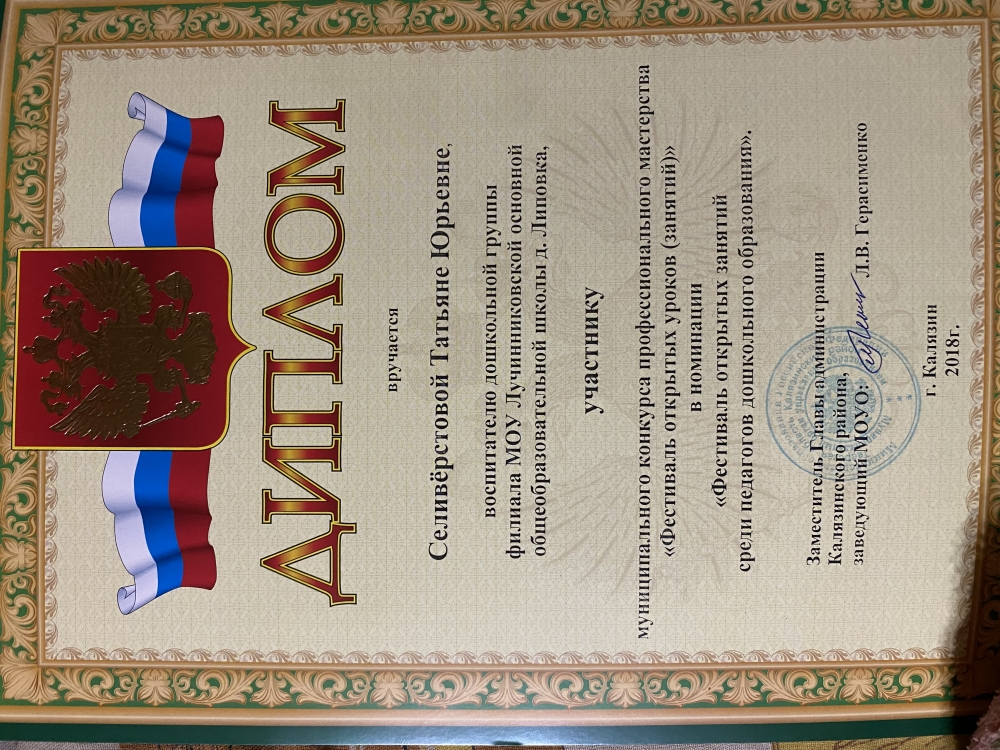 ДИПЛОМ
вручается
Селивёрстовой Татьяне Юрьевне,
воспитателю дошкольной группы
филиала МОУ Лучинниковской основной
общеобразовательной школы д. Липовка,
участнику
муниципального конкурса профессионального мастерства
«Фестиваль открытых уроков (занятий)»
в номинации
«Фестиваль открытых занятий
среди педагогов дошкольного образования».
Заместитель Главы администрации
Калязинского района,
заведующий МОУО: Л.В. Герасименко
г. Калязин
2018г.